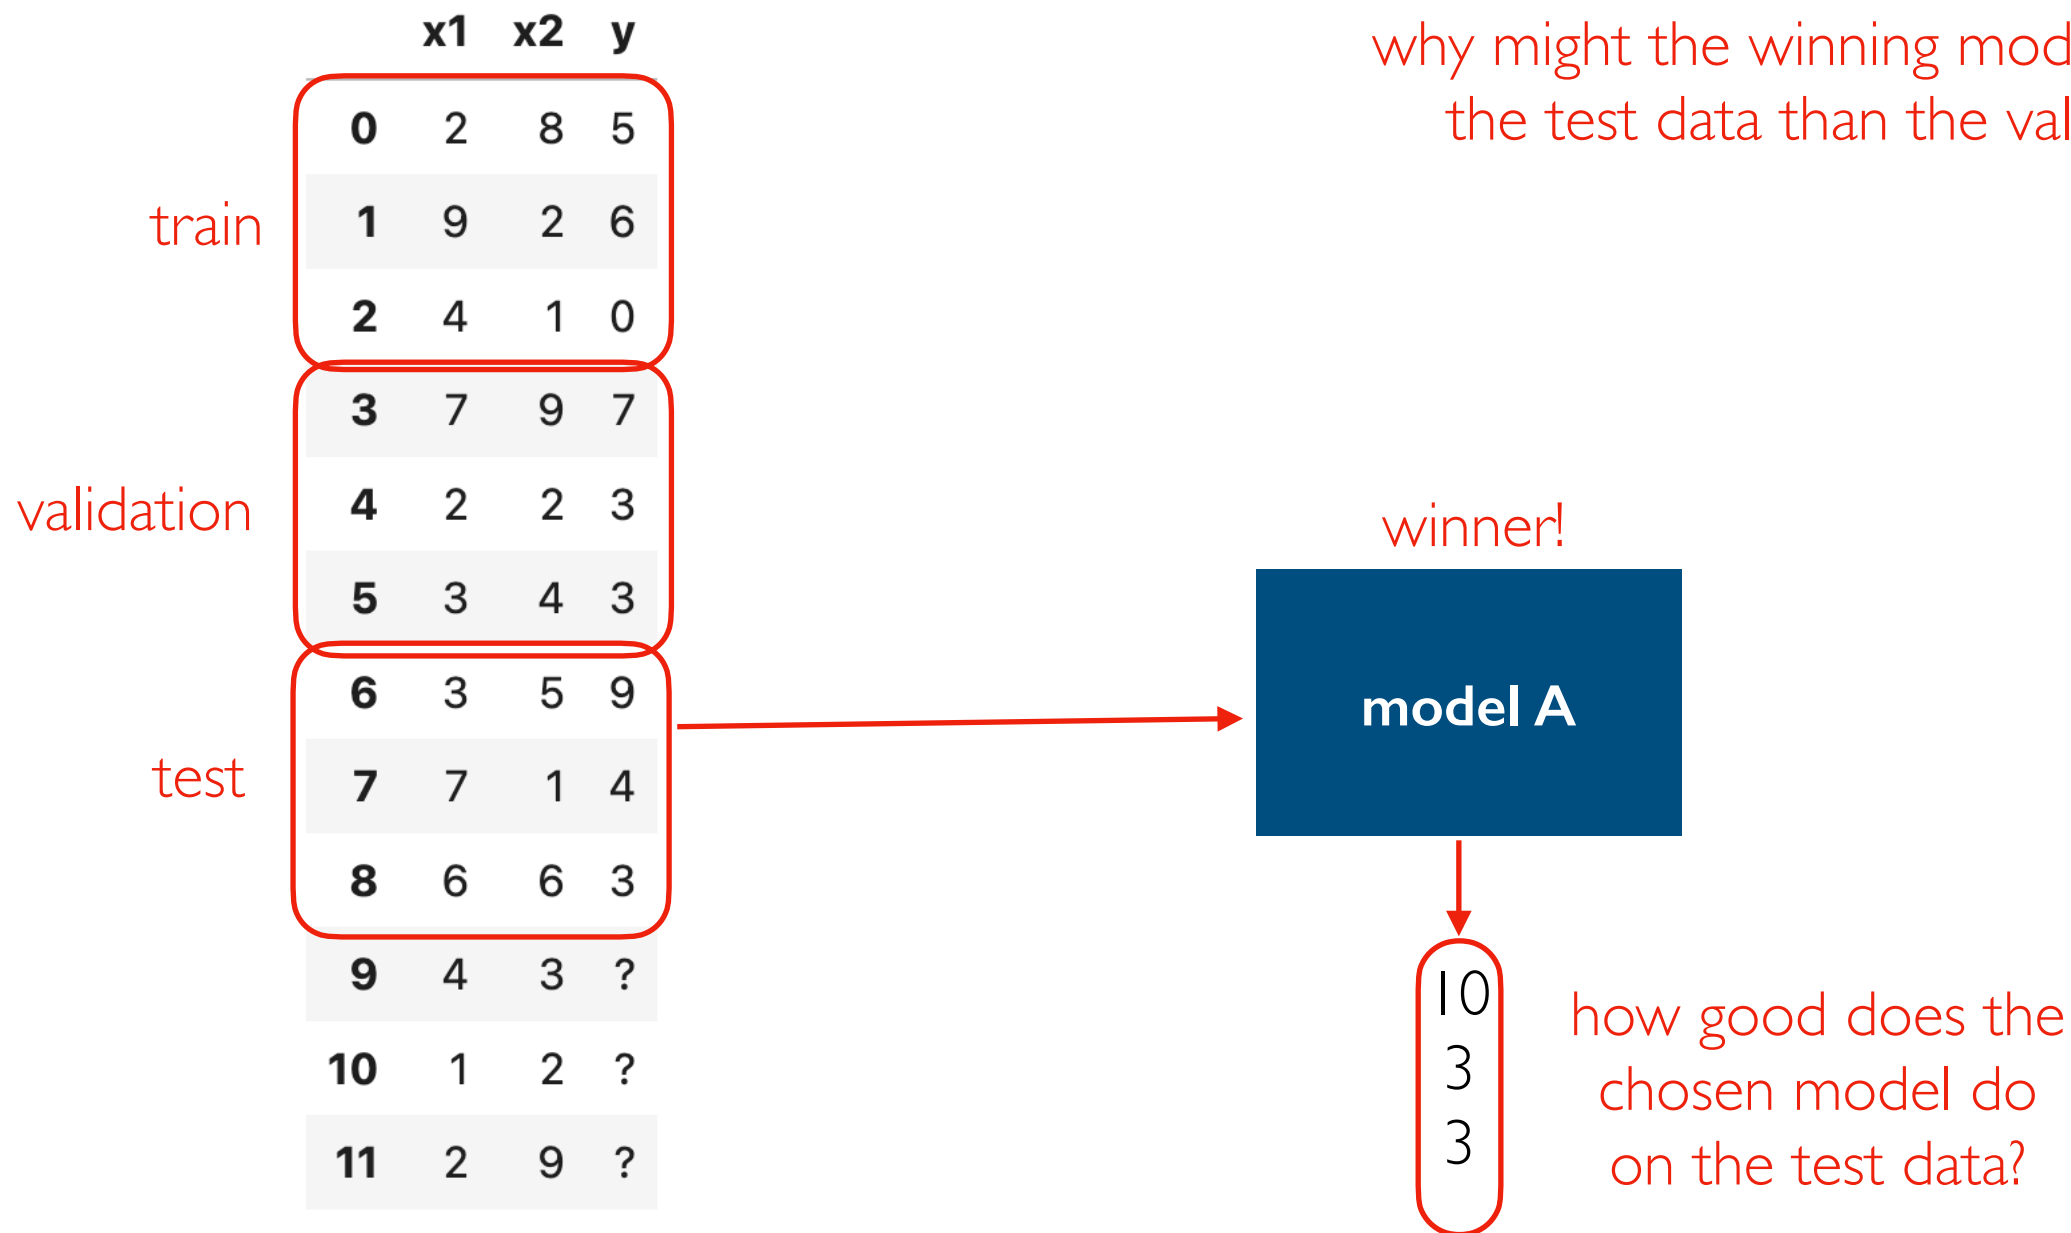 x1 x2 y
0 2 8 5
1 9 2 6
2 4 1 0
3 7 9 7
4 2 2 3
5 3 4 3
6 3 5 9
7 7 1 4
8 6 6 3
9 4 3 ?
10 1 2 ?
11 2 9 ?
train
validation
test
why might the winning mod
the test data than the val
winner!
model A
10
3
3
how good does the
chosen model do
on the test data?